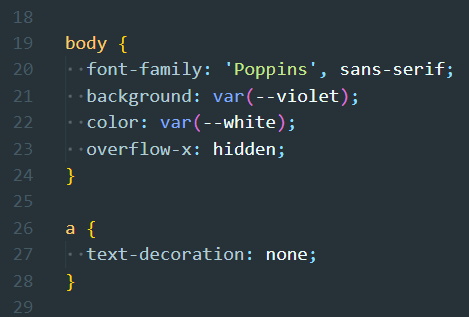 18
19 body {
20   font-family: 'Poppins', sans-serif;
21   background: var(--violet);
22   color: var(--white);
23   overflow-x: hidden;
24 }
25
26 a {
27   text-decoration: none;
28 }
29